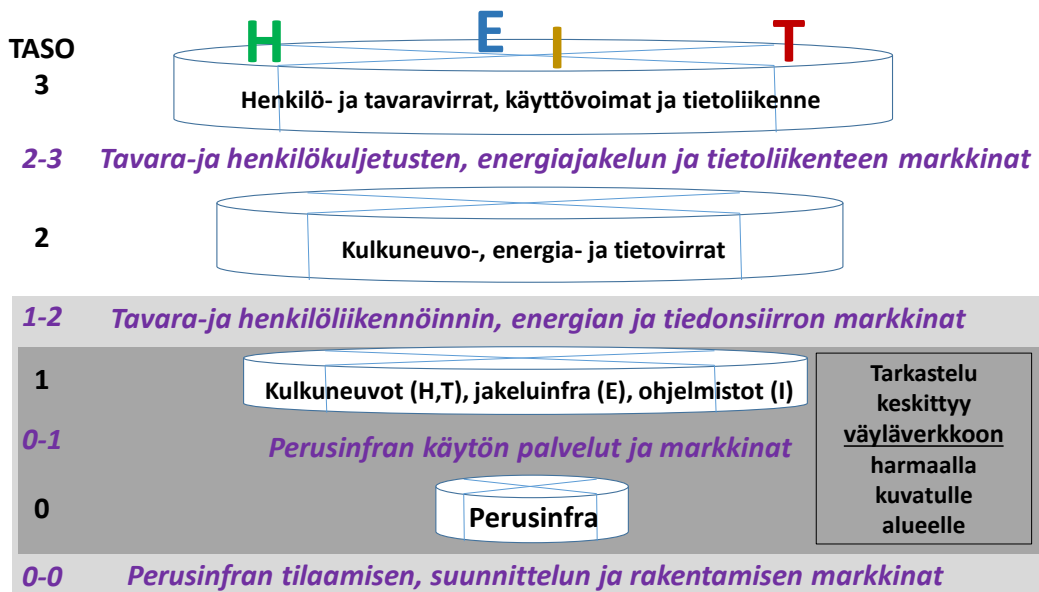 H E I T
TASO
3
Henkilö- ja tavaravirrat, käyttövoimat ja tietoliikenne
2-3 Tavara-ja henkilökuljetusten, energiajakelun ja tietoliikenteen markkinat
2
Kulkuneuvo-, energia- ja tietovirrat
1-2 Tavara-ja henkilöliikennöinnin, energian ja tiedonsiirron markkinat
1
Kulkuneuvot (H,T), jakeluinfra (E), ohjelmistot (I)
0-1 Perusinfran käytön palvelut ja markkinat
0
Perusinfra
Tarkastelu
keskittyy
väyläverkkoon
harmaalla
kuvatulle
alueelle
0-0 Perusinfran tilaamisen, suunnittelun ja rakentamisen markkinat